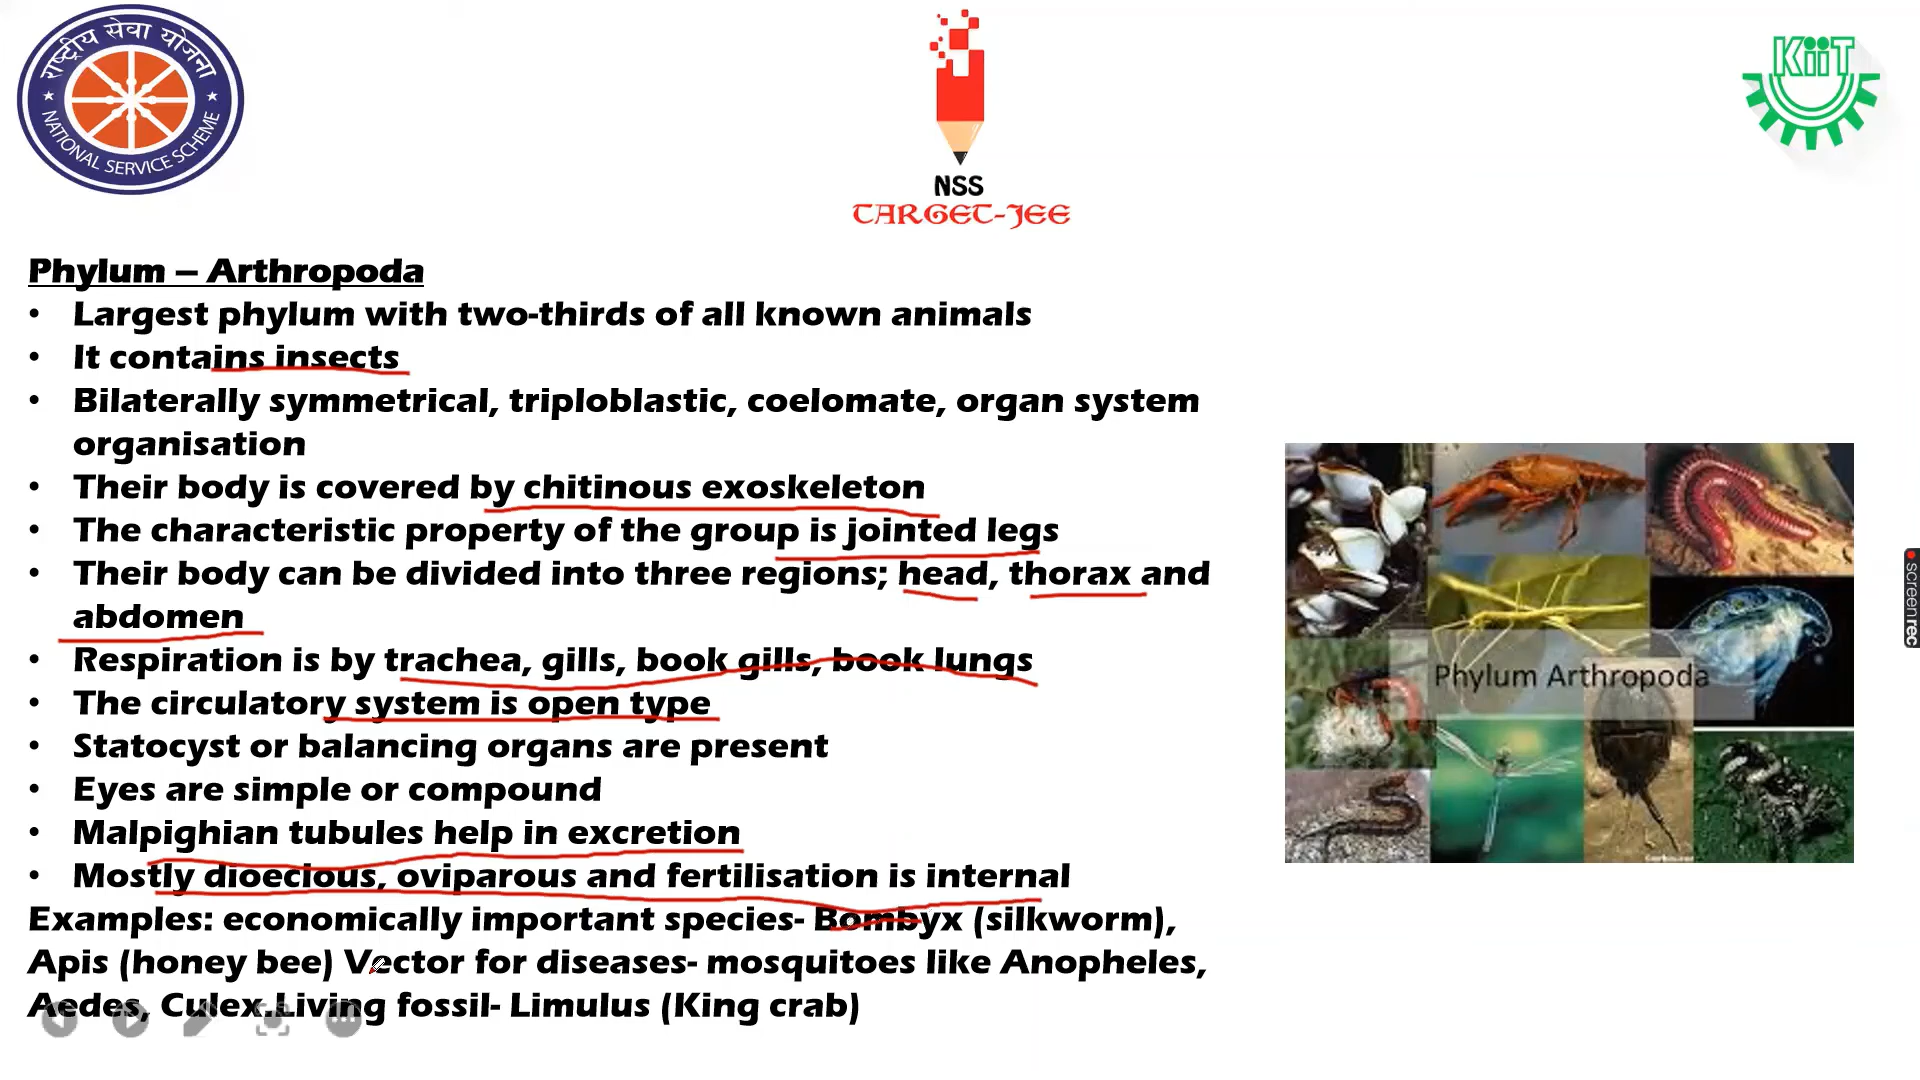 राष्ट्रीय सेवा योजना
NATIONAL SERVICE SCHEME
NSS
TARGET-JEE
KiiT
Phylum – Arthropoda
• Largest phylum with two-thirds of all known animals
• It contains insects
• Bilaterally symmetrical, triploblastic, coelomate, organ system
organisation
• Their body is covered by chitinous exoskeleton
• The characteristic property of the group is jointed legs
• Their body can be divided into three regions; head, thorax and
abdomen
• Respiration is by trachea, gills, book gills, book lungs
• The circulatory system is open type
• Statocyst or balancing organs are present
• Eyes are simple or compound
• Malpighian tubules help in excretion
• Mostly dioecious, oviparous and fertilisation is internal
Examples: economically important species- Bombyx (silkworm),
Apis (honey bee) Vector for diseases- mosquitoes like Anopheles,
Aedes, Culex.Living fossil- Limulus (King crab)
Phylum Arthropoda
screenrec